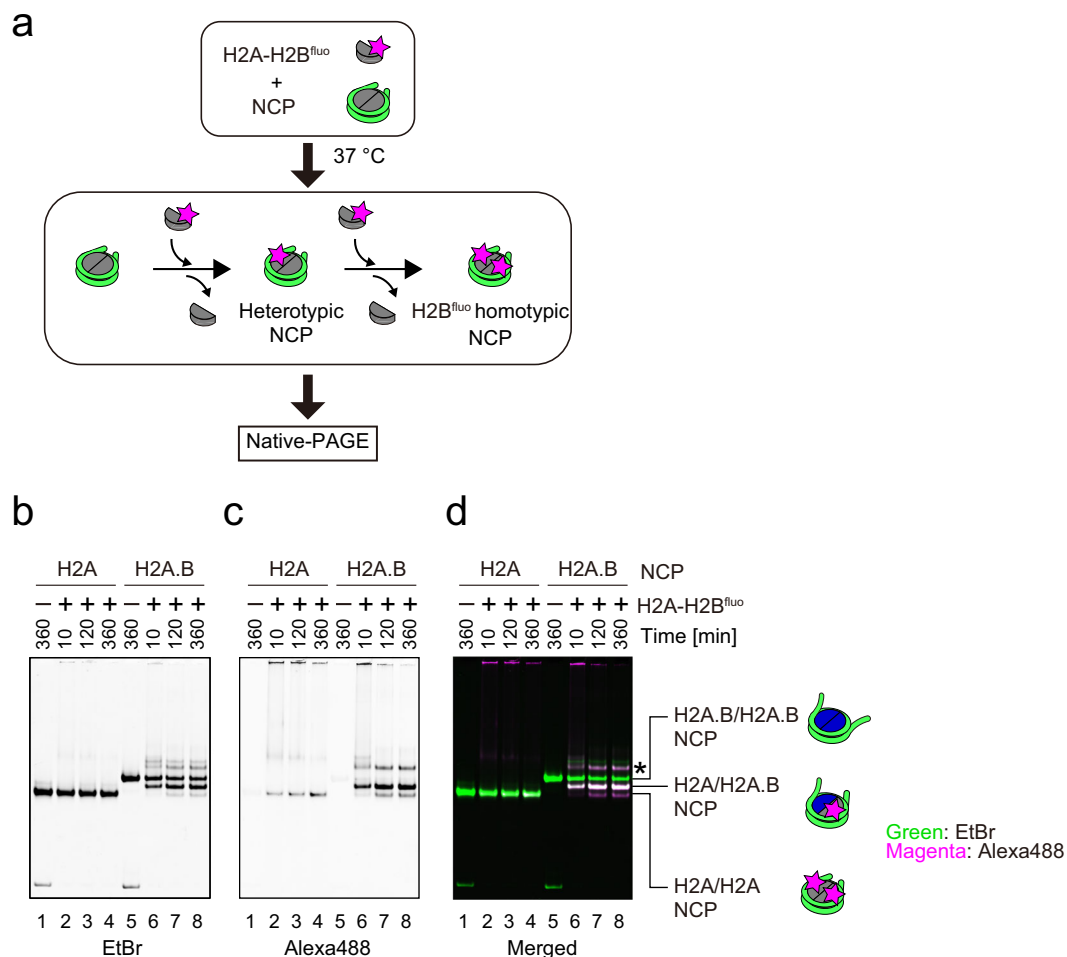 a
H2A-H2Bfluo
+
NCP
37 °C
Heterotypic
NCP
H2Bfluo homotypic
NCP
Native-PAGE
b
c
d
H2A H2A.B
H2A H2A.B
H2A H2A.B NCP
− + + + − + + +
− + + + − + + +
− + + + − + + + H2A-H2Bfluo
360 10 120 360 360 10 120 360
360 10 120 360 360 10 120 360
360 10 120 360 360 10 120 360 Time [min]
*
H2A.B/H2A.B
NCP
H2A/H2A.B
NCP
H2A/H2A
NCP
Green: EtBr
Magenta: Alexa488
1 2 3 4 5 6 7 8
1 2 3 4 5 6 7 8
1 2 3 4 5 6 7 8
EtBr
Alexa488
Merged